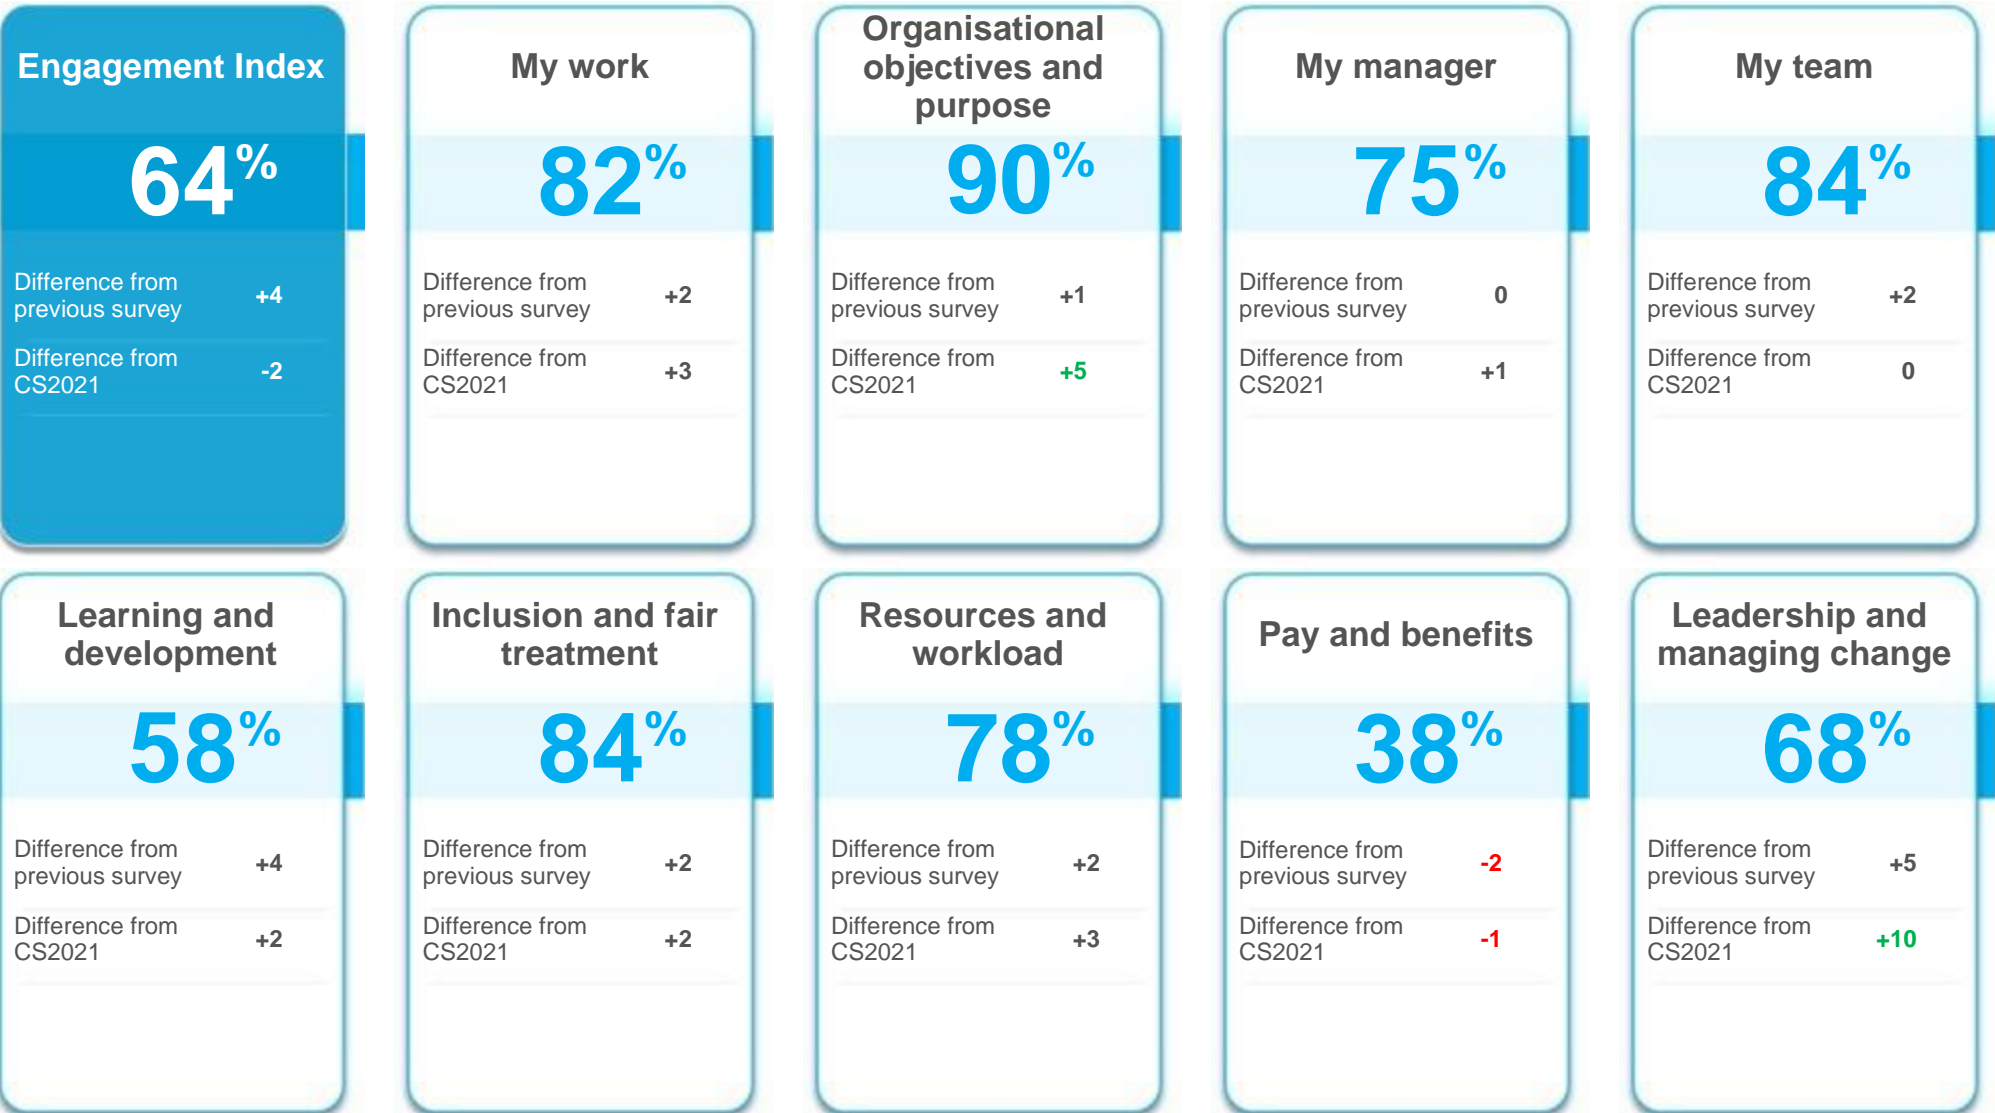 Engagement Index
64%
Difference from
previous survey
+4
Difference from
CS2021
-2
My work
82%
Difference from
previous survey
+2
Difference from
CS2021
+3
Organisational
objectives and
purpose
90%
Difference from
previous survey
+1
Difference from
CS2021
+5
My manager
75%
Difference from
previous survey
0
Difference from
CS2021
+1
My team
84%
Difference from
previous survey
+2
Difference from
CS2021
0
Learning and
development
58%
Difference from
previous survey
+4
Difference from
CS2021
+2
Inclusion and fair
treatment
84%
Difference from
previous survey
+2
Difference from
CS2021
+2
Resources and
workload
78%
Difference from
previous survey
+2
Difference from
CS2021
+3
Pay and benefits
38%
Difference from
previous survey
-2
Difference from
CS2021
-1
Leadership and
managing change
68%
Difference from
previous survey
+5
Difference from
CS2021
+10